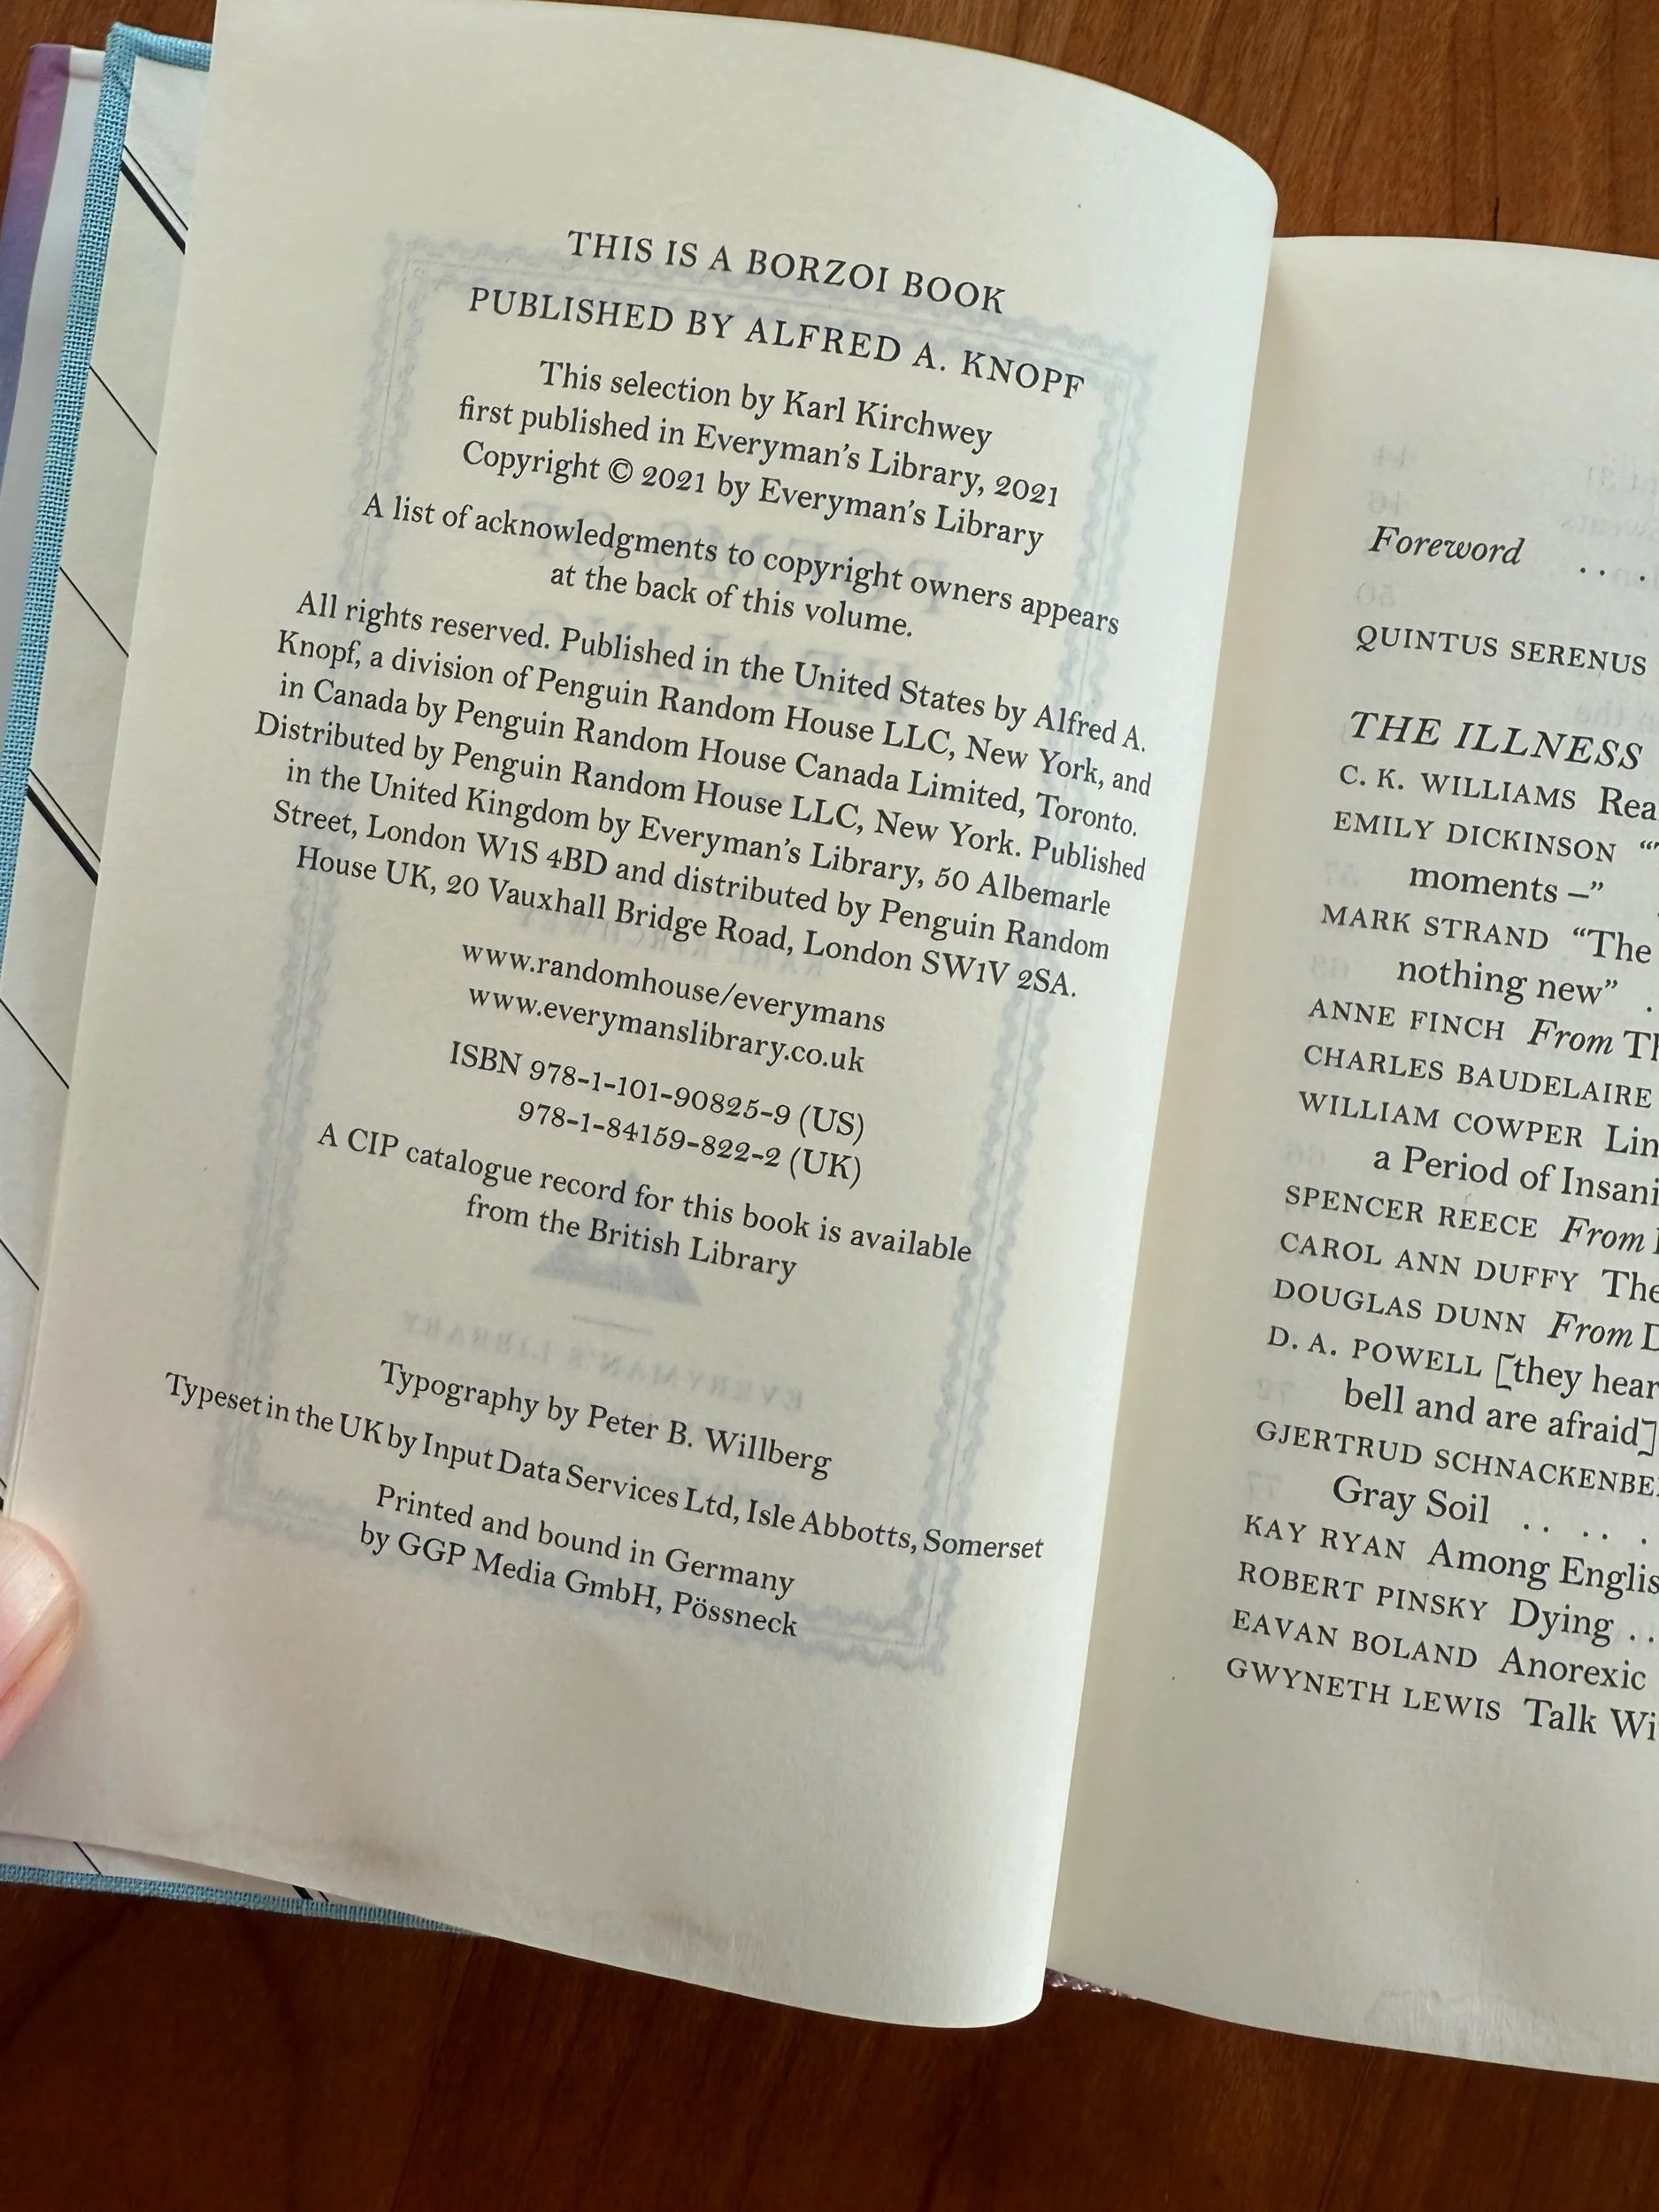 THIS IS A BORZOI BOOK
PUBLISHED BY ALFRED A. KNOPF
This selection by Karl Kirchwey
first published in Everyman's Library, 2021
Copyright © 2021 by Everyman's Library
A list of acknowledgments to copyright owners appears
at the back of this volume.
All rights reserved. Published in the United States by Alfred A.
Knopf, a division of Penguin Random House LLC, New York, and
in Canada by Penguin Random House Canada Limited, Toronto.
Distributed by Penguin Random House LLC, New York. Published
in the United Kingdom by Everyman's Library, 50 Albemarle
Street, London W1S 4BD and distributed by Penguin Random
House UK, 20 Vauxhall Bridge Road, London SW1V 2SA.
www.randomhouse/everymans
www.everymanslibrary.co.uk
ISBN 978-1-101-90825-9 (US)
978-1-84159-822-2 (UK)
A CIP catalogue record for this book is available
from the British Library
Typography by Peter B. Willberg
Typeset in the UK by Input Data Services Ltd, Isle Abbotts, Somerset
Printed and bound in Germany
by GGP Media GmbH, Pössneck
Foreword . . .
QUINTUS SERENUS
THE ILLNESS
C. K. WILLIAMS Rea
EMILY DICKINSON “
moments –”
MARK STRAND “The
nothing new” .
ANNE FINCH From Th
CHARLES BAUDELAIRE
WILLIAM COWPER Lin
a Period of Insani
SPENCER REECE From
CAROL ANN DUFFY The
DOUGLAS DUNN From D
D. A. POWELL [they hear
bell and are afraid]
GJERTRUD SCHNACKENBE
Gray Soil . . . . .
KAY RYAN Among Englis
ROBERT PINSKY Dying . .
EAVAN BOLAND Anorexic
GWYNETH LEWIS Talk Wi